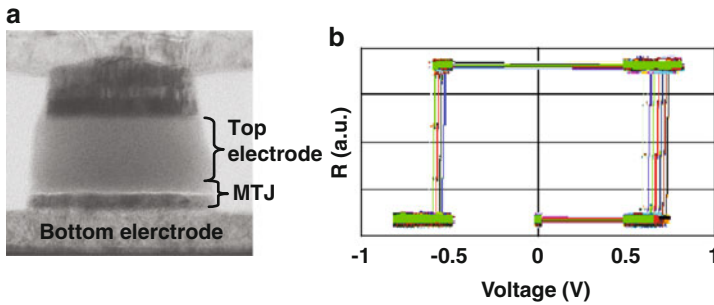 a
Top
electrode
MTJ
Bottom elerctrode
b
R (a.u.)
-1
-0.5
0
0.5
1
Voltage (V)